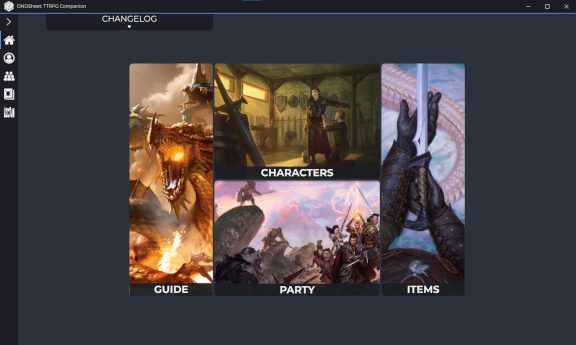 DNDSheet: TTRPG Companion
CHANGELOG
CHARACTERS
GUIDE
PARTY
ITEMS